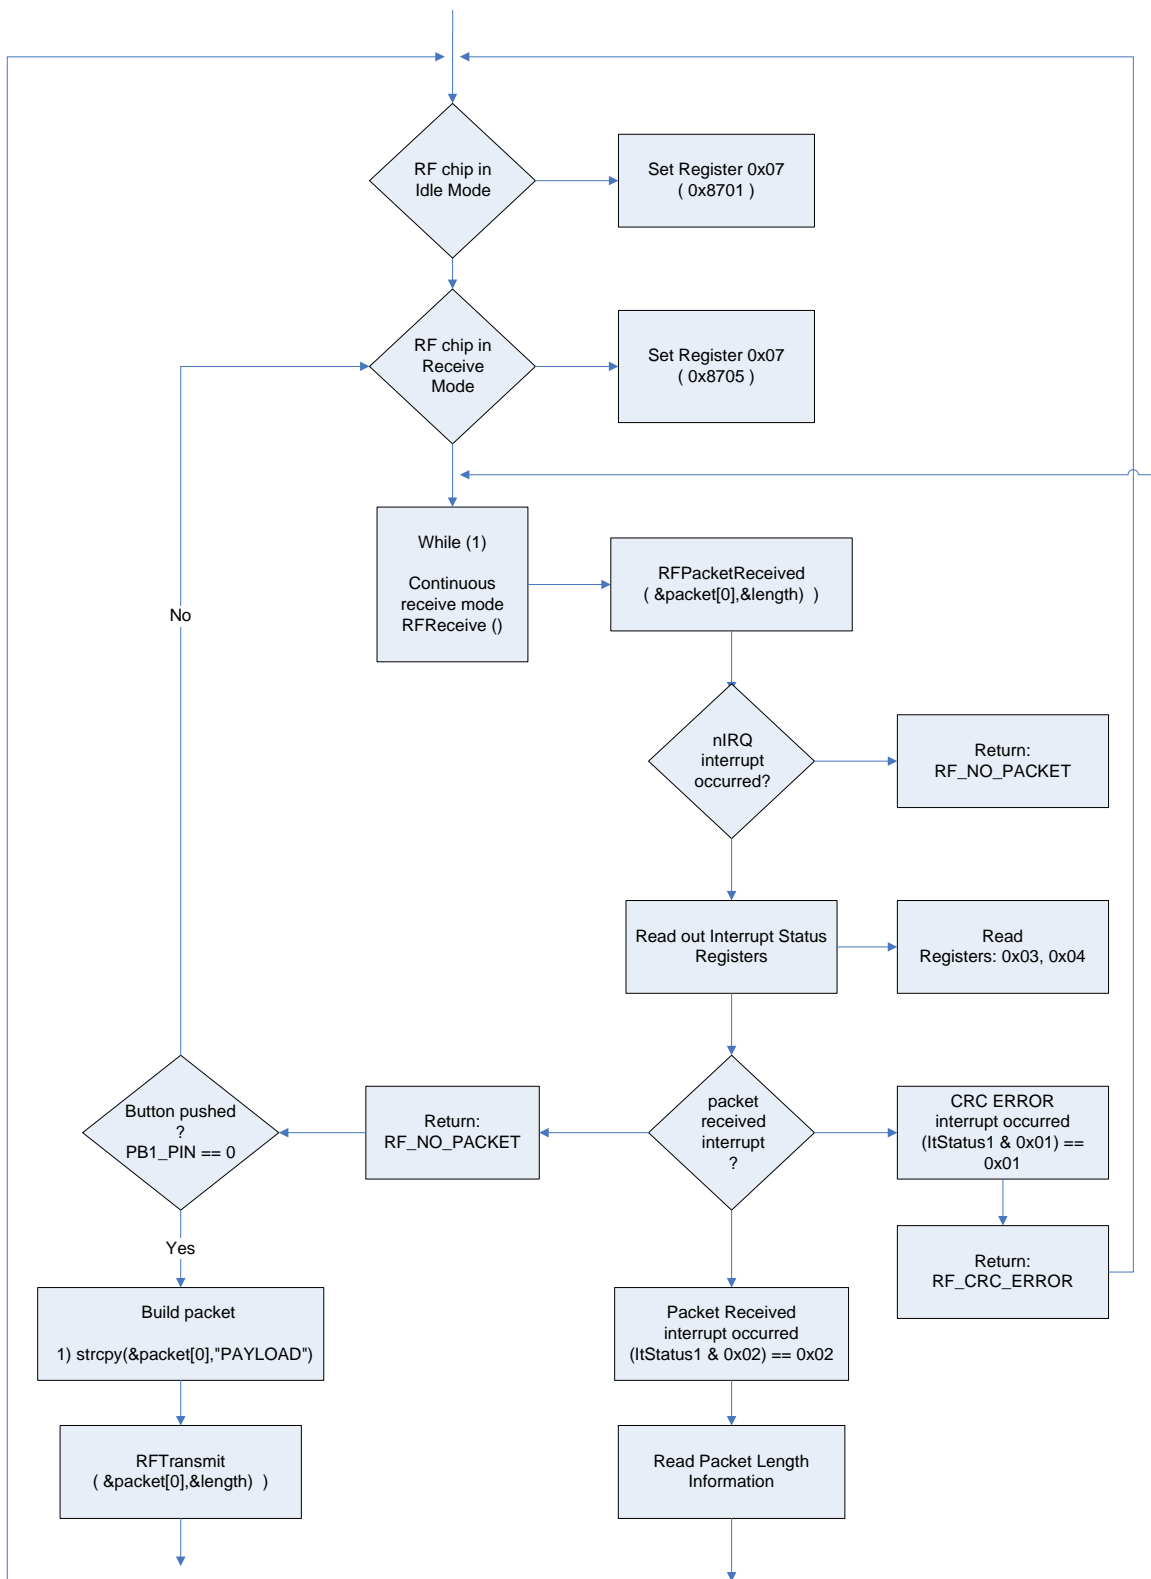 RF chip in
Idle Mode
Set Register 0x07
( 0x8701 )
RF chip in
Receive
Mode
Set Register 0x07
( 0x8705 )
While (1)
Continuous
receive mode
RFReceive ()
RFPacketReceived
( &packet[0],&length)  )
No
nIRQ
interrupt
occurred?
Return:
RF_NO_PACKET
Read out Interrupt Status
Registers
Read
Registers: 0x03, 0x04
Button pushed
?
PB1_PIN == 0
Return:
RF_NO_PACKET
packet
received
interrupt
?
CRC ERROR
interrupt occurred
(ItStatus1 & 0x01) ==
0x01
Yes
Return:
RF_CRC_ERROR
Build packet
1) strcpy(&packet[0],"PAYLOAD")
Packet Received
interrupt occurred
(ItStatus1 & 0x02) == 0x02
RFTransmit
( &packet[0],&length)  )
Read Packet Length
Information